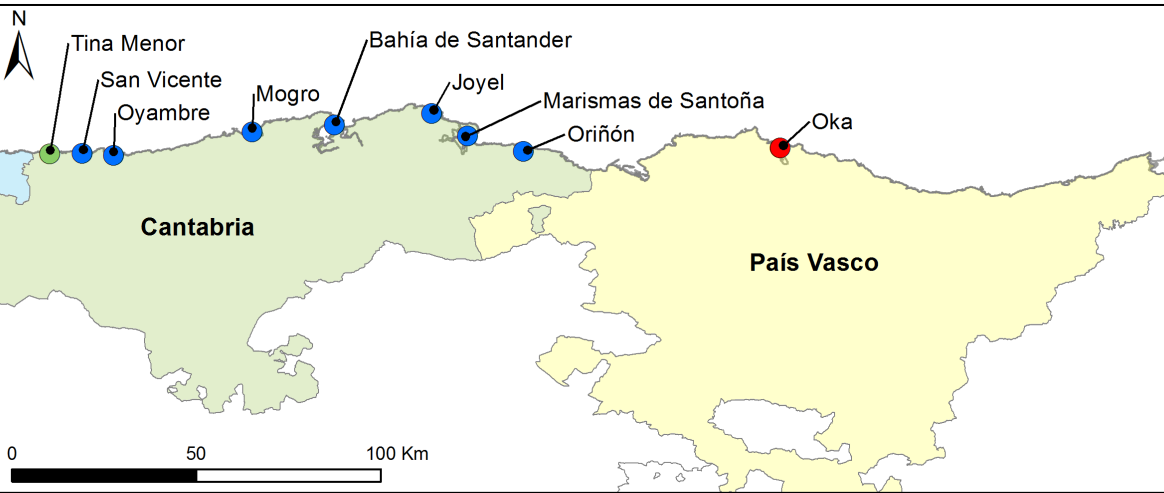 N
Tina Menor
San Vicente
Oyambre
Mogro
Bahía de Santander
Joyel
Marismas de Santoña
Oriñón
Oka
Cantabria
País Vasco
0 50 100 Km